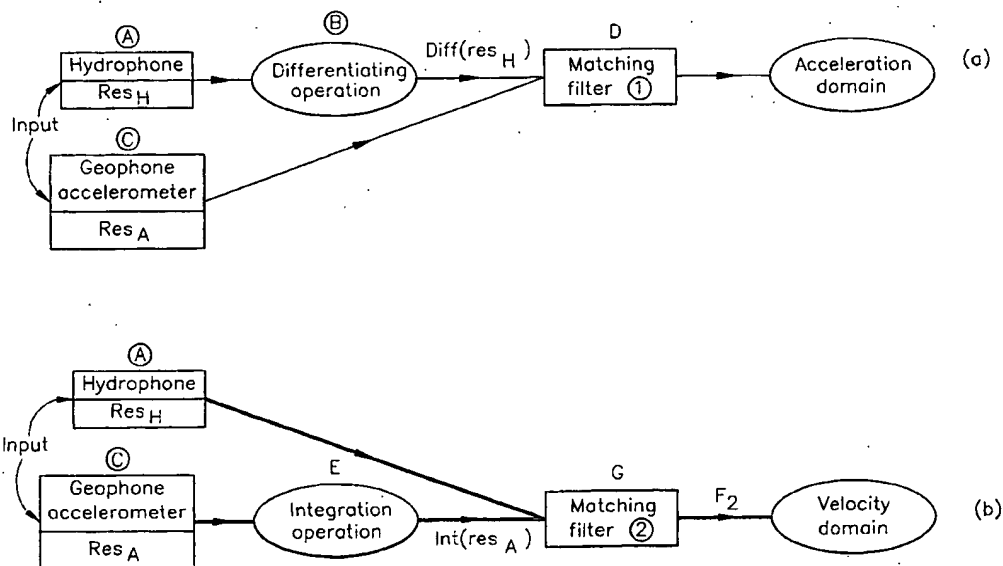 Ⓐ
Hydrophone
Res H
Input
Ⓒ
Geophone
accelerometer
Res A
Ⓑ
Differentiating
operation
Diff(res H)
D
Matching
filter ①
Acceleration
domain
(a)
Ⓐ
Hydrophone
Res H
Input
Ⓒ
Geophone
accelerometer
Res A
E
Integration
operation
Int(res A)
G
Matching
filter ②
F2
Velocity
domain
(b)